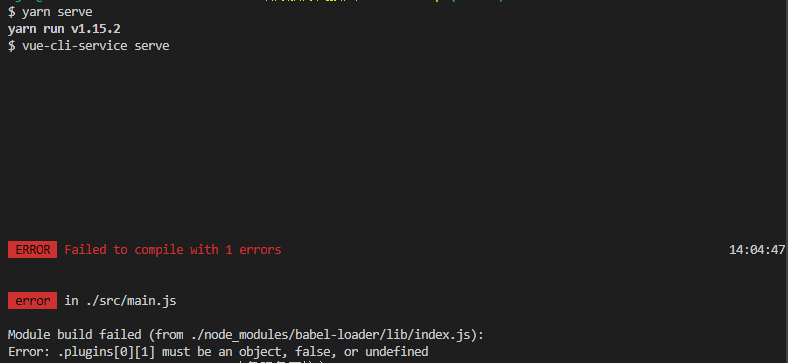 $ yarn serve
yarn run v1.15.2
$ vue-cli-service serve
ERROR Failed to compile with 1 errors 14:04:47
error in ./src/main.js
Module build failed (from ./node_modules/babel-loader/lib/index.js):
Error: .plugins[0][1] must be an object, false, or undefined